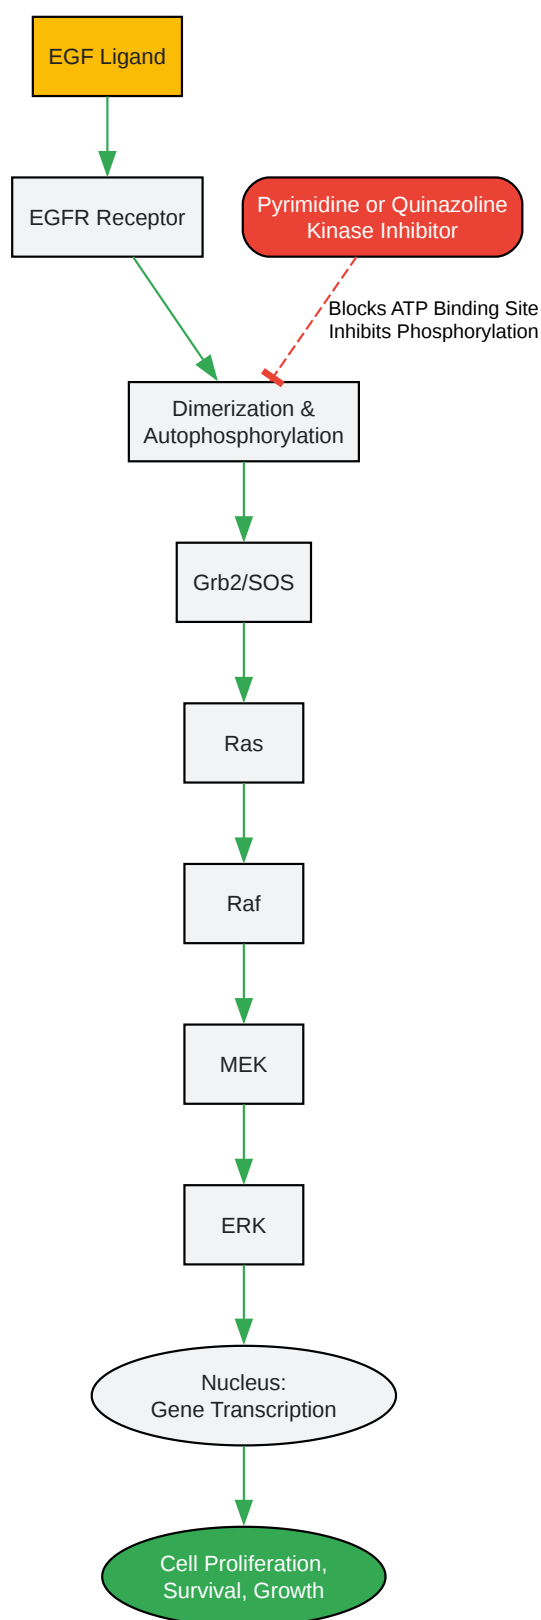 EGF Ligand
EGFR Receptor
Pyrimidine or Quinazoline
Kinase Inhibitor
Blocks ATP Binding Site
Inhibits Phosphorylation
Dimerization &
Autophosphorylation
Grb2/SOS
Ras
Raf
MEK
ERK
Nucleus:
Gene Transcription
Cell Proliferation,
Survival, Growth